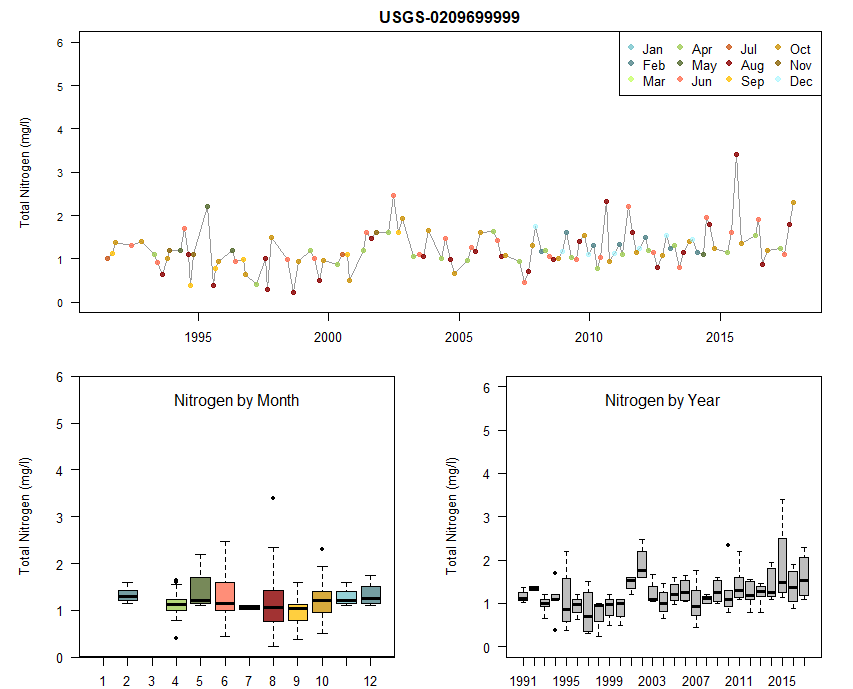 USGS-0209699999
Jan Apr Jul Oct
Feb May Aug Nov
Mar Jun Sep Dec
Total Nitrogen (mg/l)
6
5
4
3
2
1
0
1995 2000 2005 2010 2015
Nitrogen by Month
Total Nitrogen (mg/l)
6
5
4
3
2
1
0
1 2 3 4 5 6 7 8 9 10 12
Nitrogen by Year
Total Nitrogen (mg/l)
6
5
4
3
2
1
0
1991 1995 1999 2003 2007 2011 2015